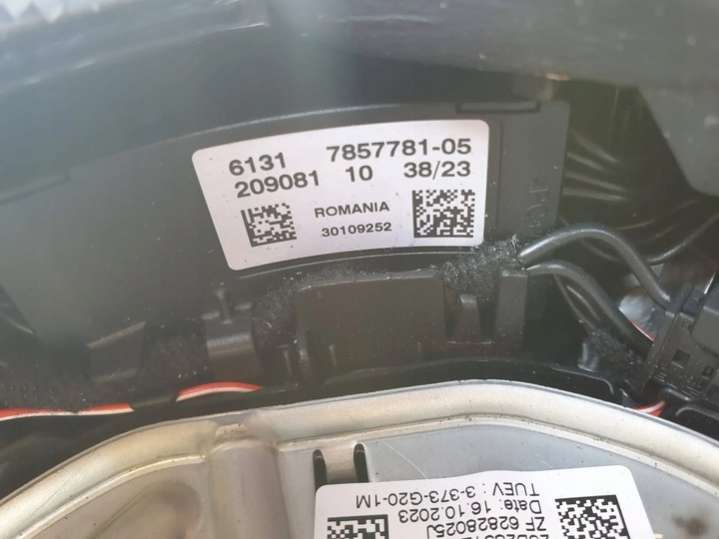 6131 7857781-05
209081 10 38/23
ROMANIA
30109252
TUEV: 3-373-G20-1M
Date: 16.10.2023
ZF 62828025J